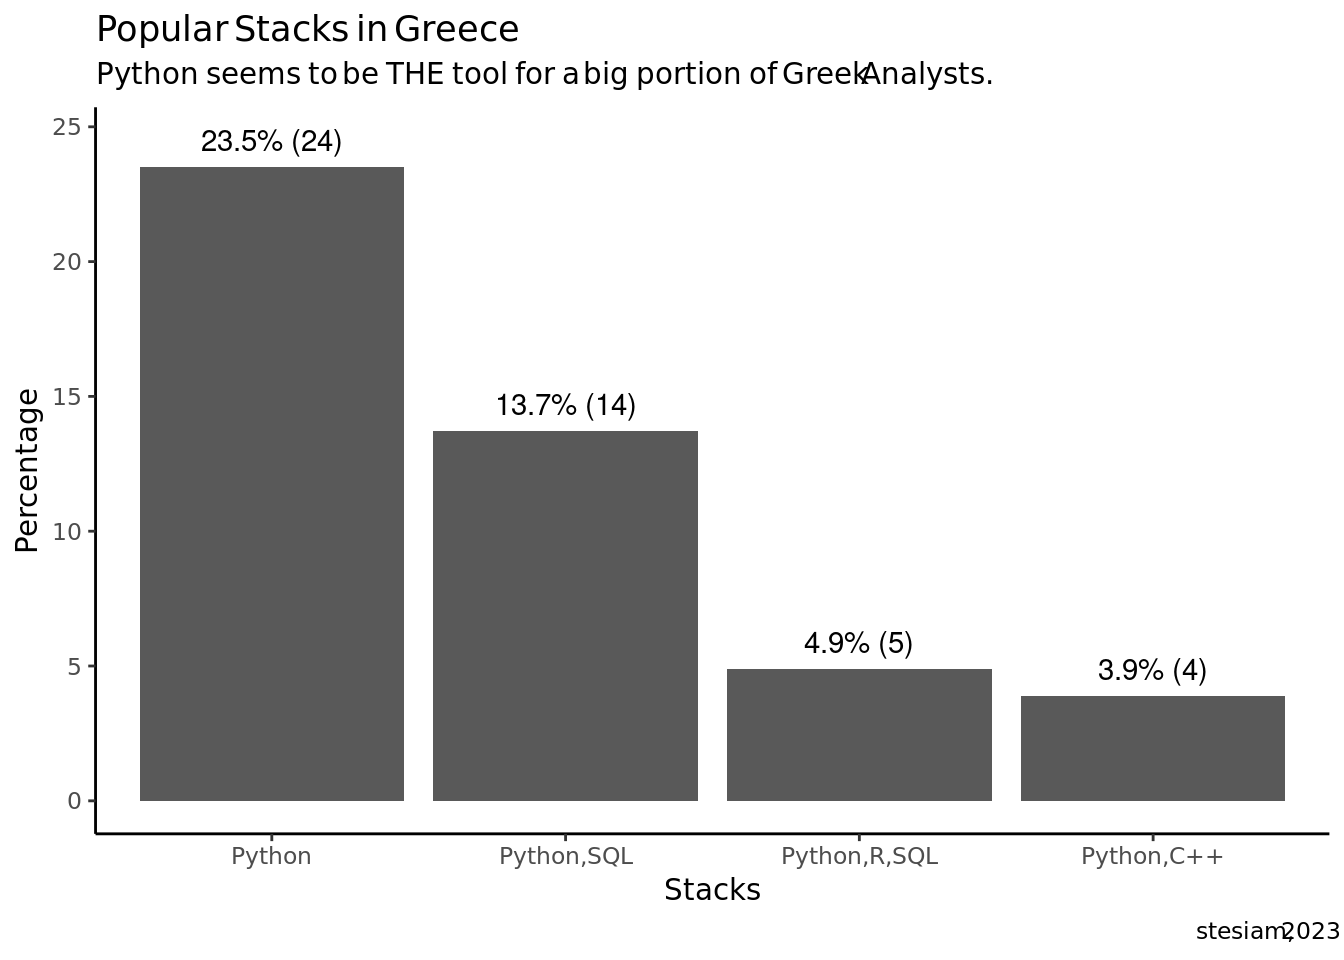 Popular Stacks in Greece
Python seems to be THE tool for a big portion of Greek Analysts.
Percentage
25
20
15
10
5
0
23.5% (24)
13.7% (14)
4.9% (5)
3.9% (4)
Python
Python,SQL
Python,R,SQL
Python,C++
Stacks
stesiam, 2023